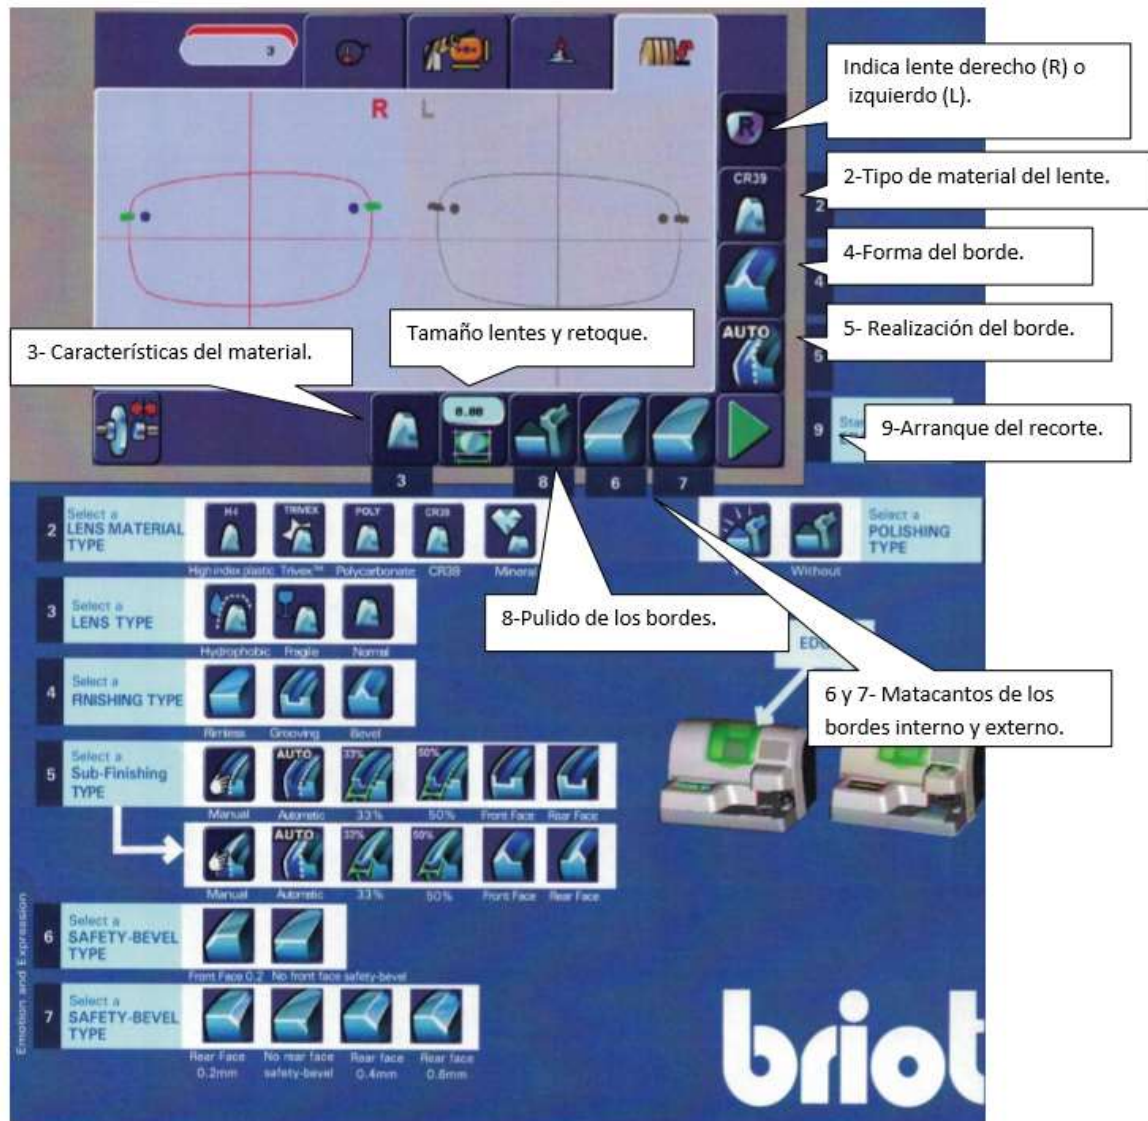 3
R
L
R
CR39
AUTO
0.00
Indica lente derecho (R) o
izquierdo (L).
2-Tipo de material del lente.
2
4-Forma del borde.
4
5- Realización del borde.
5
3- Características del material.
Tamaño lentes y retoque.
9-Arranque del recorte.
9
3
8
6
7
2
Select a
LENS MATERIAL
TYPE
H-I
TRIVEX
POLY
CR39
High index plastic
Trivex™
Polycarbonate
CR39
Mineral
Select a
POLISHING
TYPE
Without
8-Pulido de los bordes.
3
Select a
LENS TYPE
Hydrophobic
Fragile
Normal
6 y 7- Matacantos de los
bordes interno y externo.
4
Select a
FINISHING TYPE
Rimless
Grooving
Bevel
5
Select a
Sub-Finishing
TYPE
AUTO
33%
50%
Manual
Automatic
33%
50%
Front Face
Rear Face
AUTO
33%
50%
Manual
Automatic
33%
50%
Front Face
Rear Face
6
Select a
SAFETY-BEVEL
TYPE
Front Face 0.2
No front face safety-bevel
7
Select a
SAFETY-BEVEL
TYPE
Rear Face
0.2mm
No rear face
safety-bevel
Rear face
0.4mm
Rear face
0.6mm
Emotion and Expression
briot